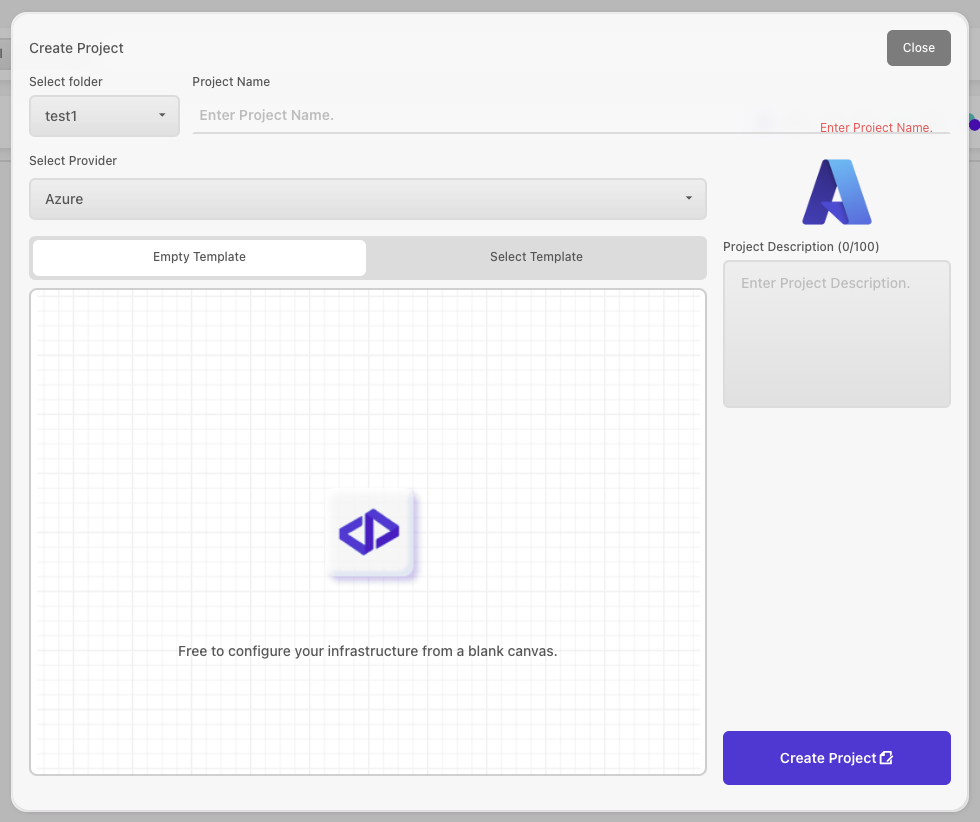 Create Project
Close
Select folder
Project Name
test1
Enter Project Name.
Enter Project Name.
Select Provider
Azure
Empty Template
Select Template
Project Description (0/100)
Enter Project Description.
Free to configure your infrastructure from a blank canvas.
Create Project